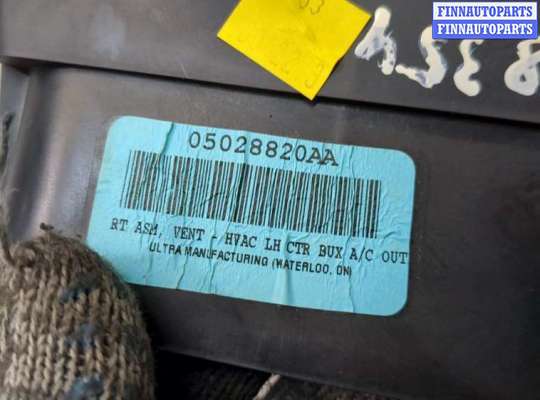 FINNAUTOPARTS
FINNAUTOPARTS
05028820AA
RT ASM, VENT - HVAC LH CTR BUX A/C OUT
ULTRA MANUFACTURING (WATERLOO, ON)